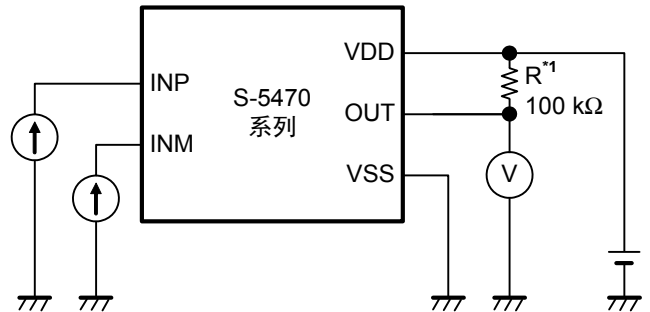 VDD
INP
R*1
S-5470
100 kΩ
OUT
系列
INM
VSS
V